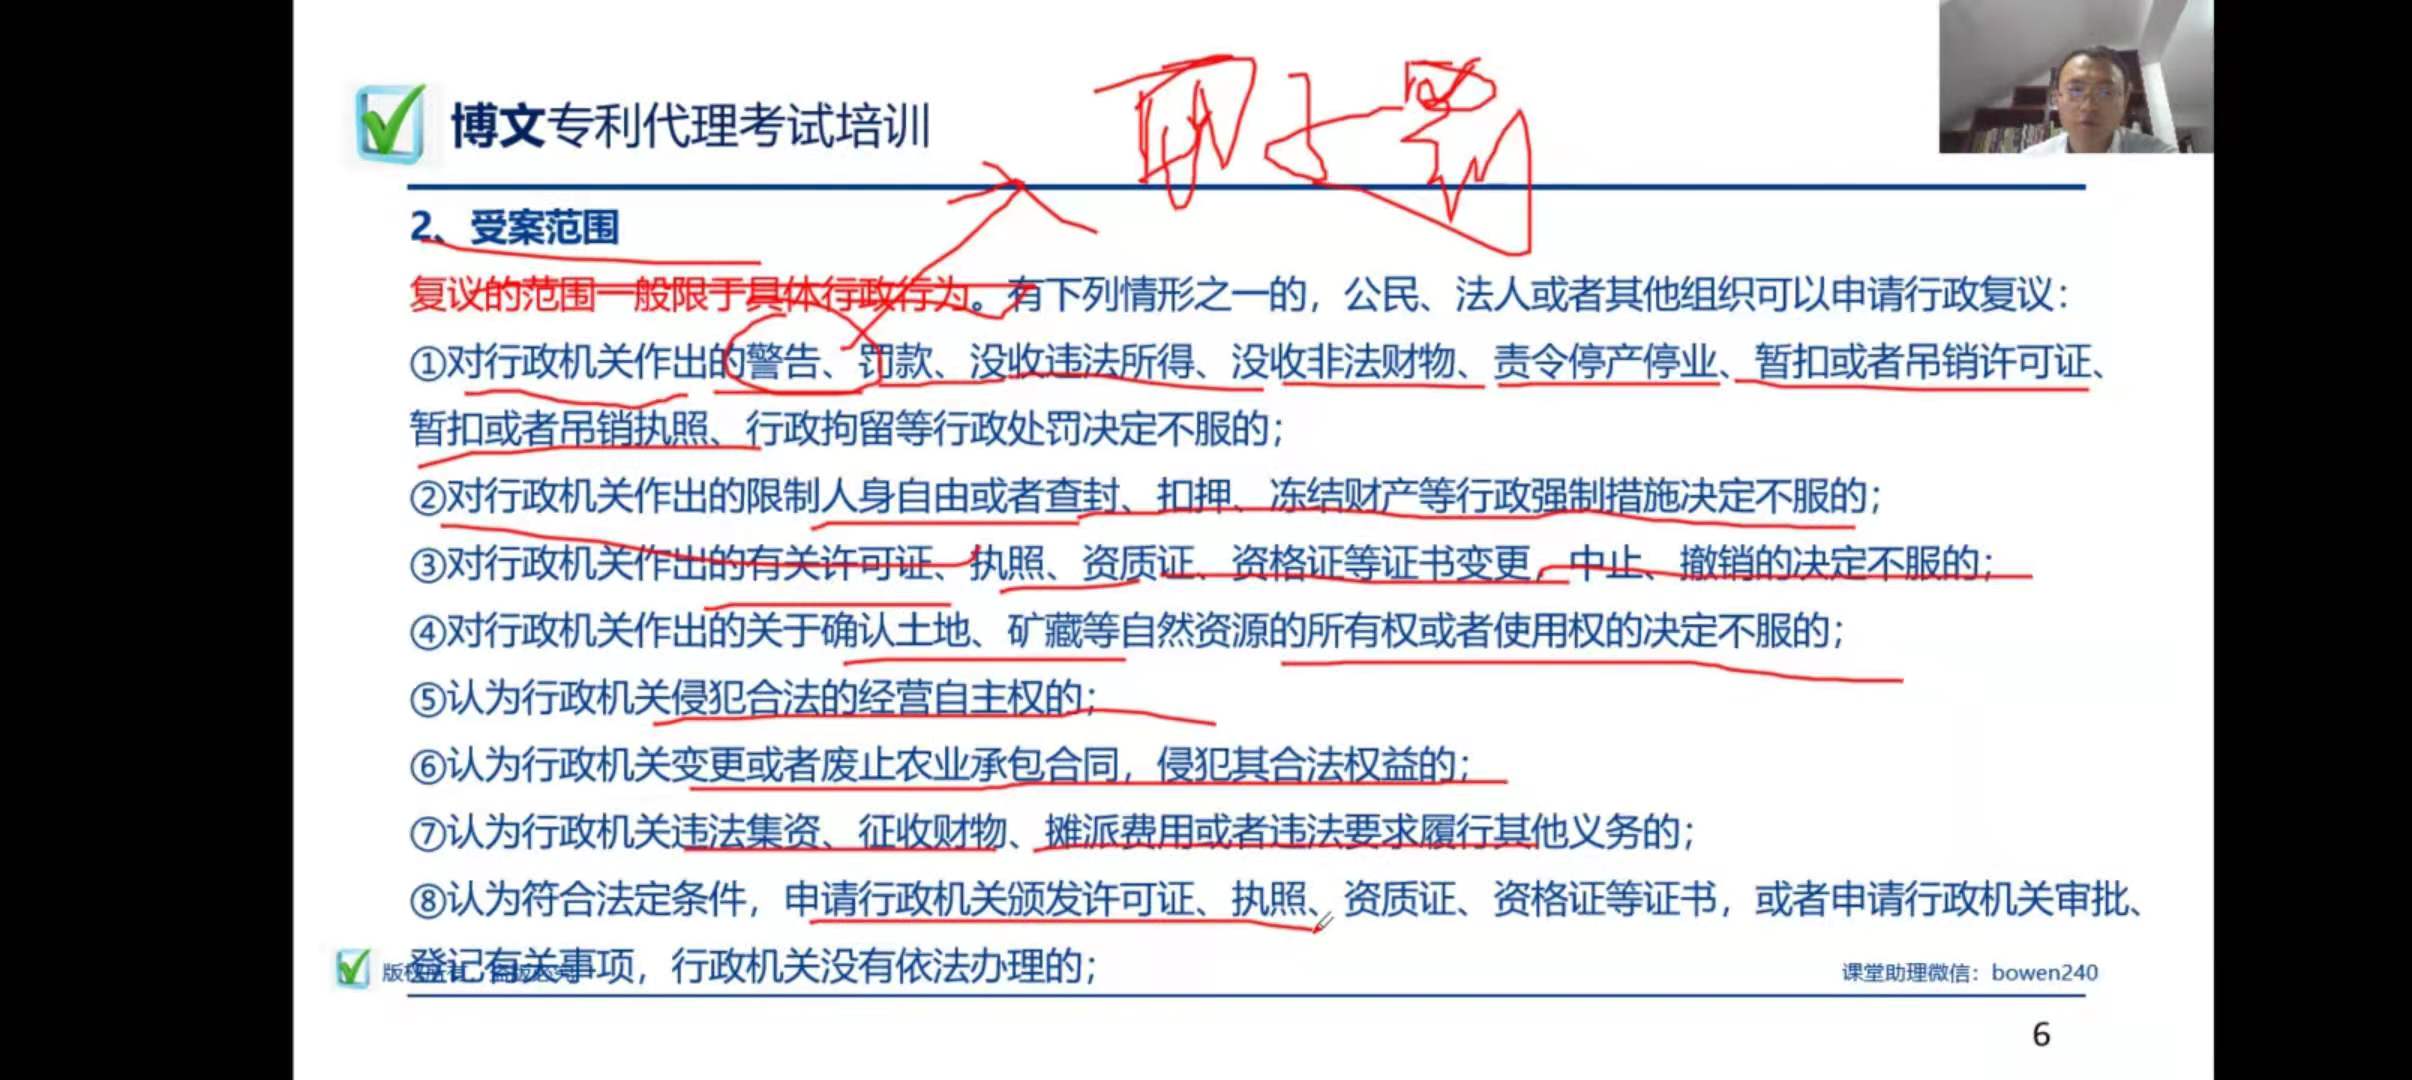 博文专利代理考试培训
2、受案范围
复议的范围一般限于具体行政行为。有下列情形之一的，公民、法人或者其他组织可以申请行政复议：
①对行政机关作出的警告、罚款、没收违法所得、没收非法财物、责令停产停业、暂扣或者吊销许可证、
暂扣或者吊销执照、行政拘留等行政处罚决定不服的；
②对行政机关作出的限制人身自由或者查封、扣押、冻结财产等行政强制措施决定不服的；
③对行政机关作出的有关许可证、执照、资质证、资格证等证书变更，中止、撤销的决定不服的；
④对行政机关作出的关于确认土地、矿藏等自然资源的所有权或者使用权的决定不服的；
⑤认为行政机关侵犯合法的经营自主权的；
⑥认为行政机关变更或者废止农业承包合同，侵犯其合法权益的；
⑦认为行政机关违法集资、征收财物、摊派费用或者违法要求履行其他义务的；
⑧认为符合法定条件，申请行政机关颁发许可证、执照、资质证、资格证等证书，或者申请行政机关审批、
登记有关事项，行政机关没有依法办理的；
版权所有，盗版必究
课堂助理微信：bowen240
6